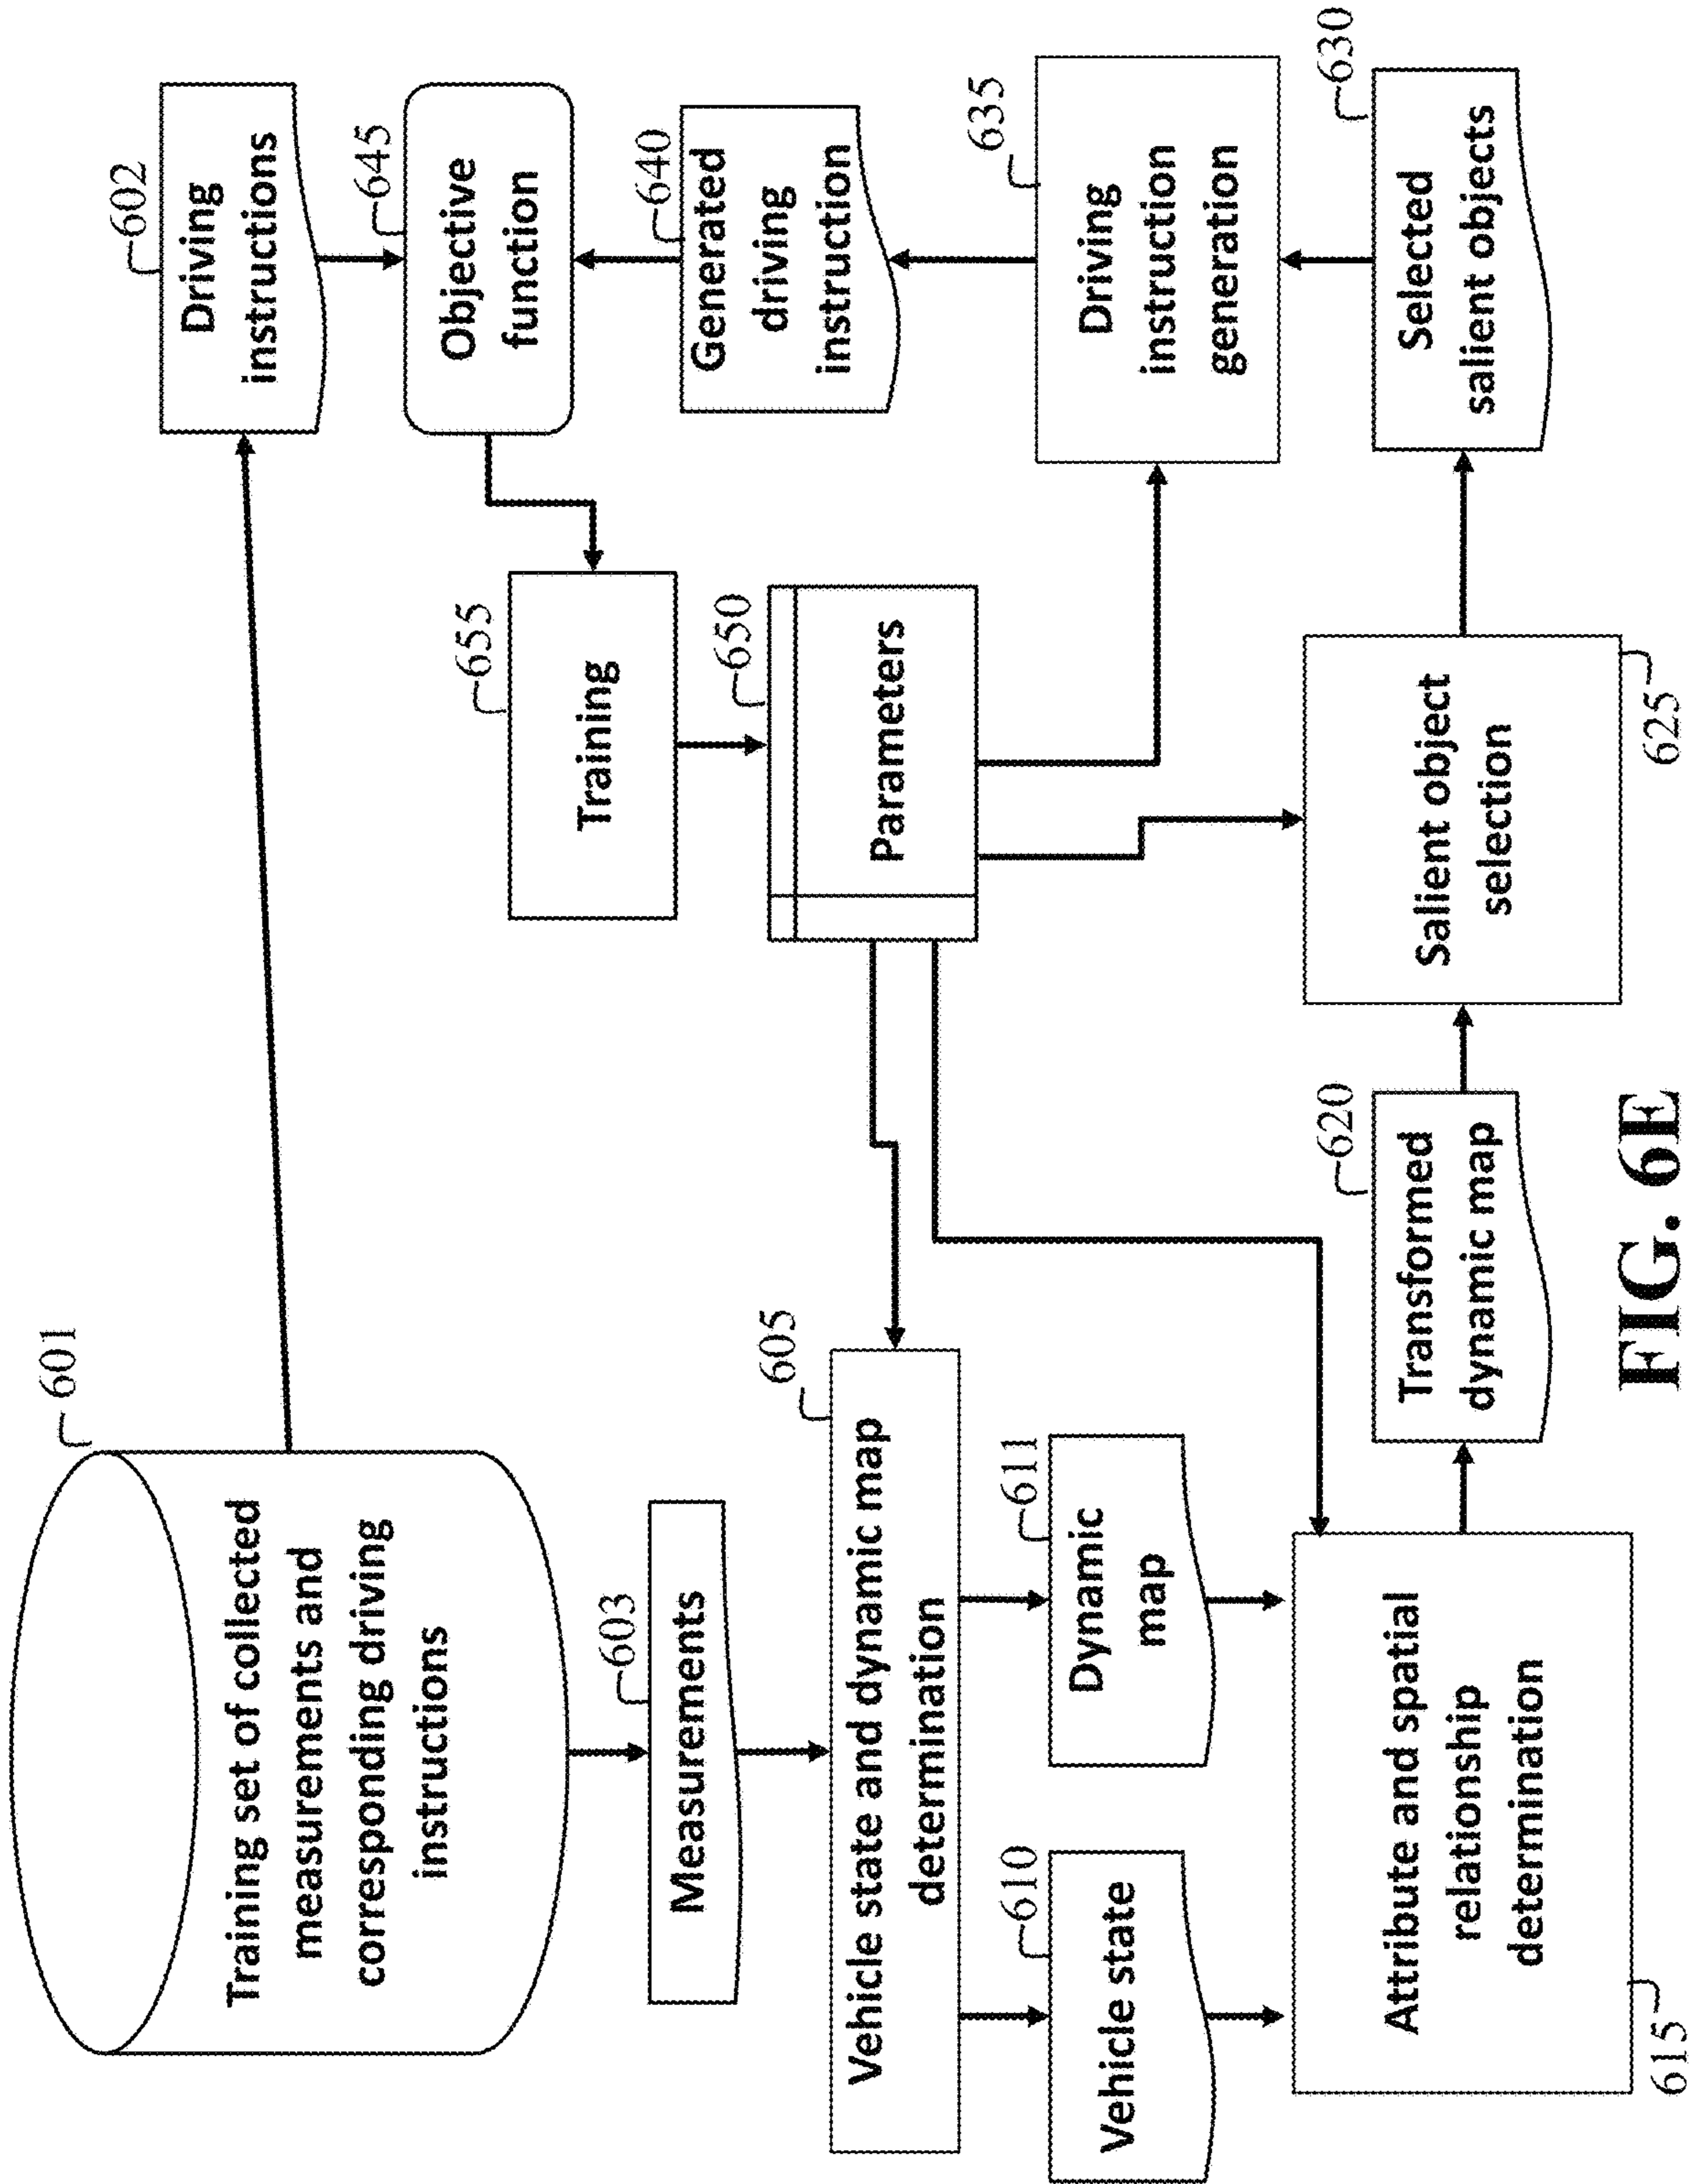 601
Training set of collected
measurements and
corresponding driving
instructions
602
Driving
instructions
645
Objective
function
603
Measurements
655
Training
640
Generated
driving
instruction
605
Vehicle state and dynamic map
determination
650
Parameters
635
Driving
instruction
generation
610
Vehicle state
611
Dynamic
map
615
Attribute and spatial
relationship
determination
620
Transformed
dynamic map
625
Salient object
selection
630
Selected
salient objects
FIG. 6E